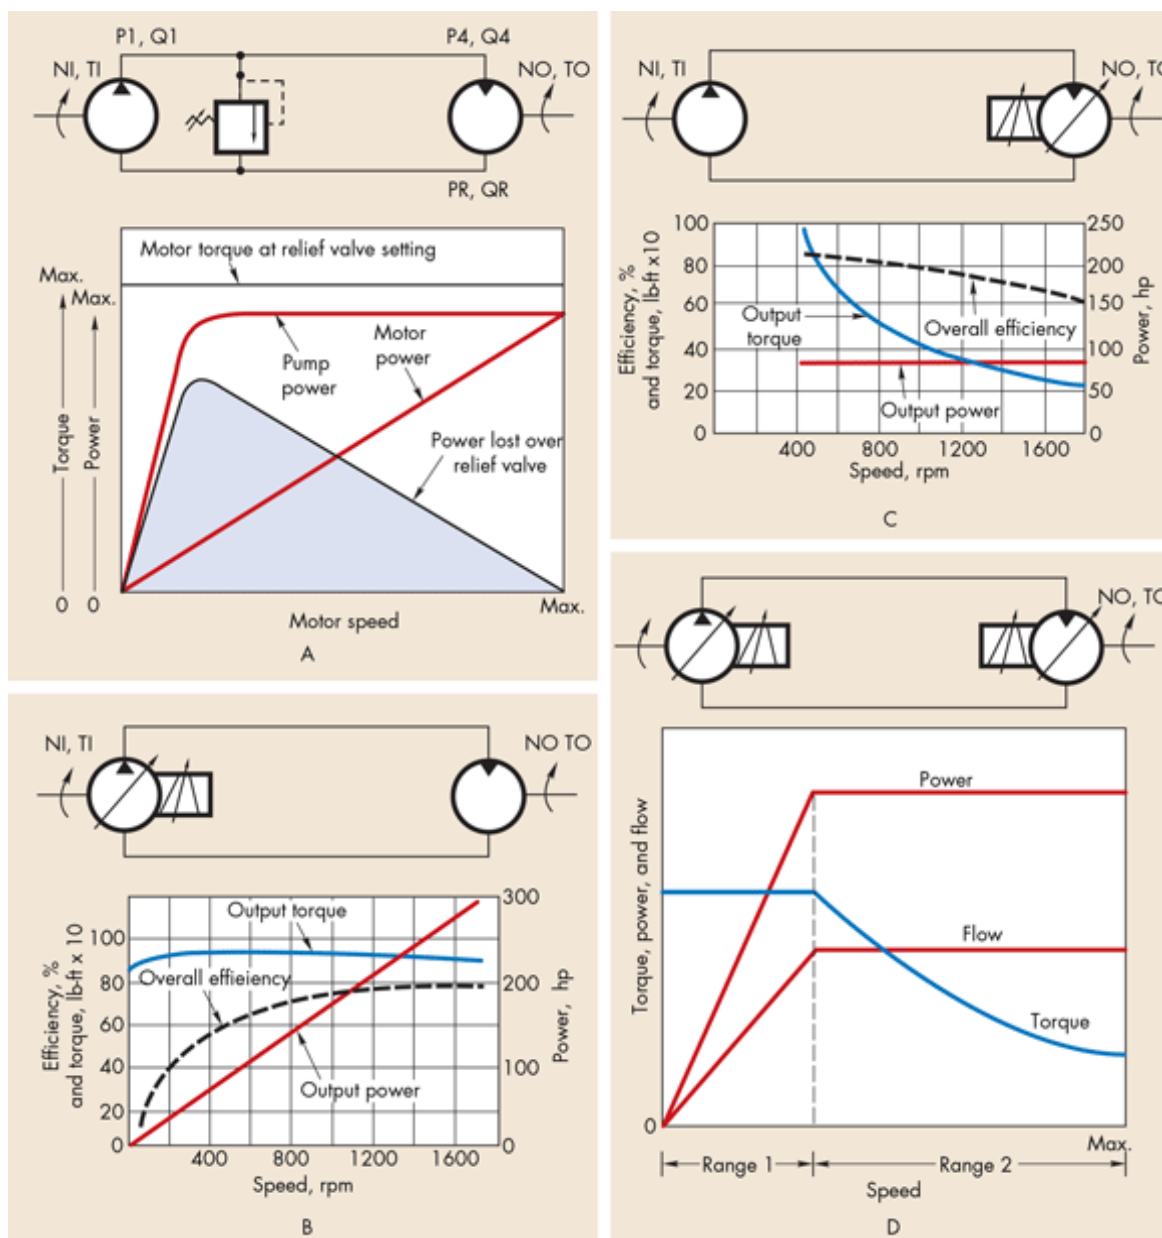 P1, Q1
P4, Q4
NI, TI
NO, TO
PR, QR
Motor torque at relief valve setting
Max.
Max.
Motor
power
Pump
power
Power lost over
relief valve
Torque
Power
0
0
Max.
Motor speed
A
NI, TI
NO TO
300
Output torque
100
Overall effieiency
80
200
60
40
100
20
Output power
0
0
Efficiency, %
and torque, lb-ft x 10
Power, hp
400 800 1200 1600
Speed, rpm
B
NI, TI
NO, TO
100
250
80
200
60
150
Output
torque
Overall efficiency
40
100
20
50
Output power
0
0
Efficiency, %
and torque, lb-ft x10
Power, hp
400 800 1200 1600
Speed, rpm
C
NO, TO
Power
Flow
Torque
Torque, power, and flow
0
Max.
Range 1
Range 2
Speed
D